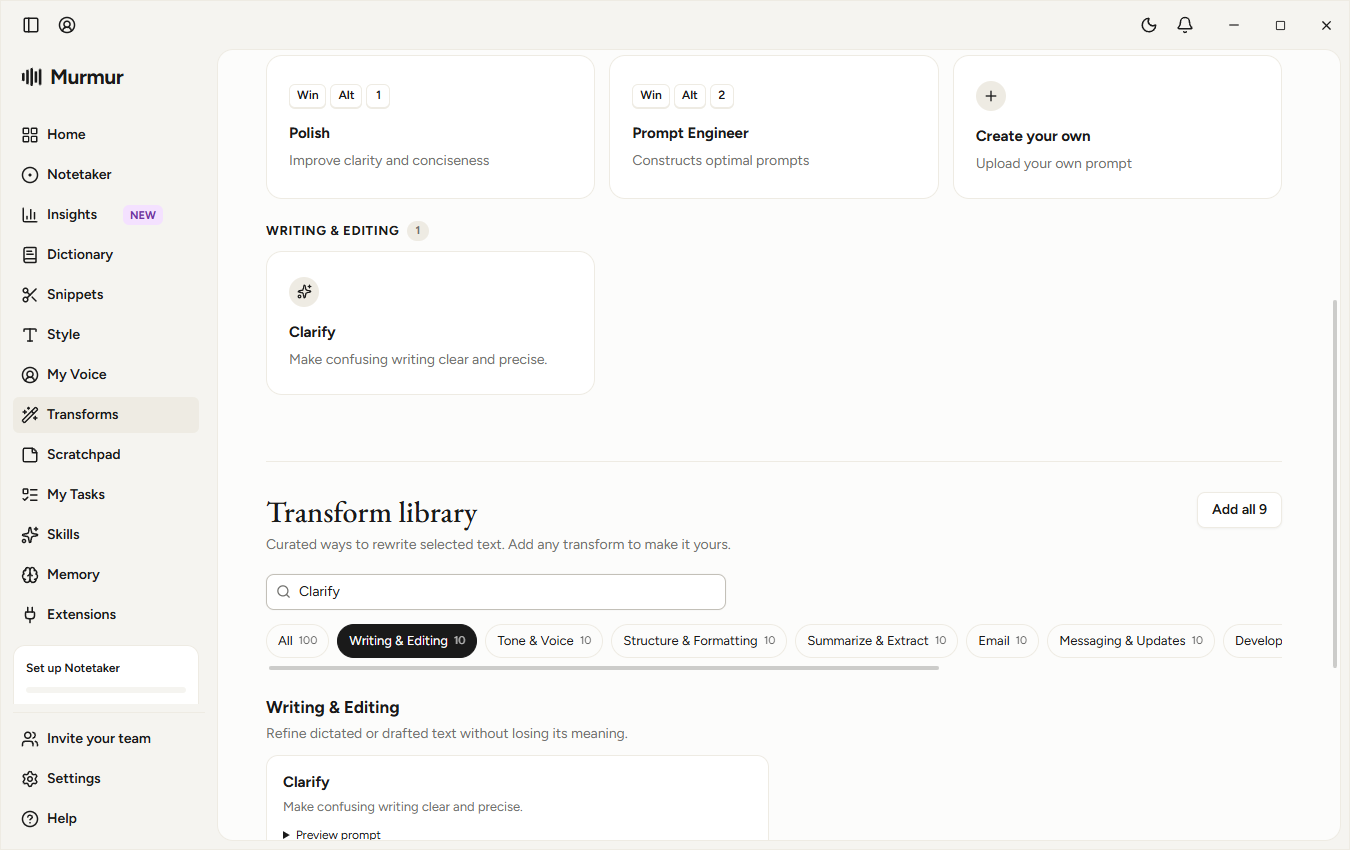 Murmur
Home
Notetaker
Insights NEW
Dictionary
Snippets
Style
My Voice
Transforms
Scratchpad
My Tasks
Skills
Memory
Extensions
Set up Notetaker
Invite your team
Settings
Help
Win Alt 1
Polish
Improve clarity and conciseness
Win Alt 2
Prompt Engineer
Constructs optimal prompts
Create your own
Upload your own prompt
WRITING & EDITING 1
Clarify
Make confusing writing clear and precise.
Transform library
Add all 9
Curated ways to rewrite selected text. Add any transform to make it yours.
Clarify
All 100 Writing & Editing 10 Tone & Voice 10 Structure & Formatting 10 Summarize & Extract 10 Email 10 Messaging & Updates 10 Develop
Writing & Editing
Refine dictated or drafted text without losing its meaning.
Clarify
Make confusing writing clear and precise.
Preview prompt